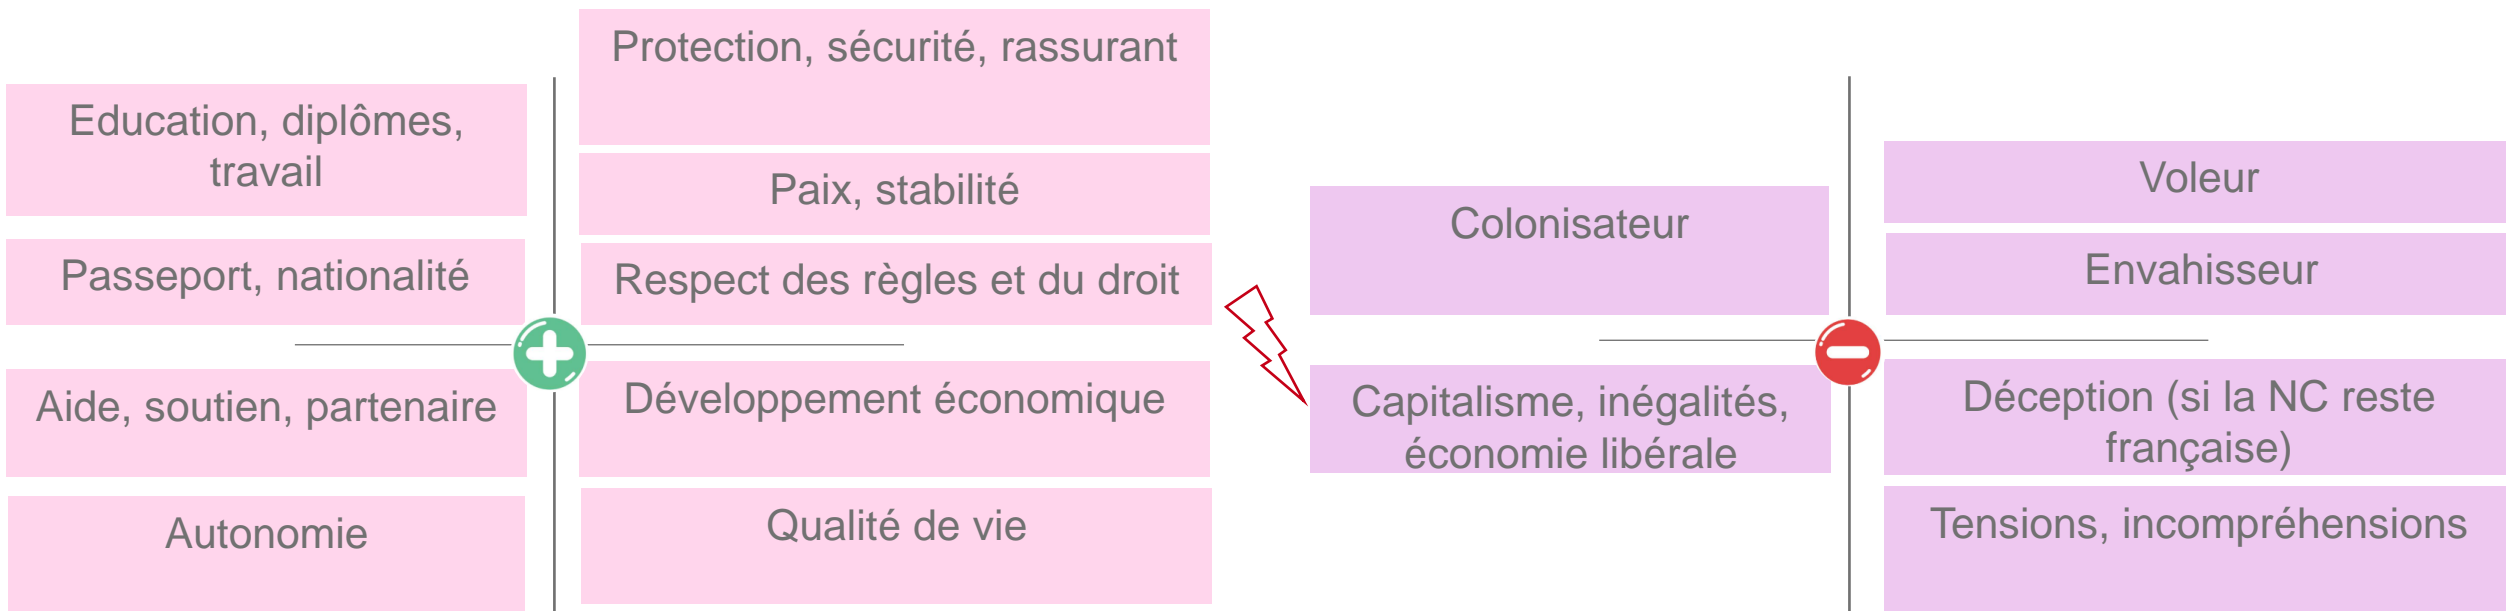 Education, diplômes,
travail
Passeport, nationalité
Aide, soutien, partenaire
Autonomie
Protection, sécurité, rassurant
Paix, stabilité
Respect des règles et du droit
Développement économique
Qualité de vie
Colonisateur
Capitalisme, inégalités,
économie libérale
Voleur
Envahisseur
Déception (si la NC reste
française)
Tensions, incompréhensions